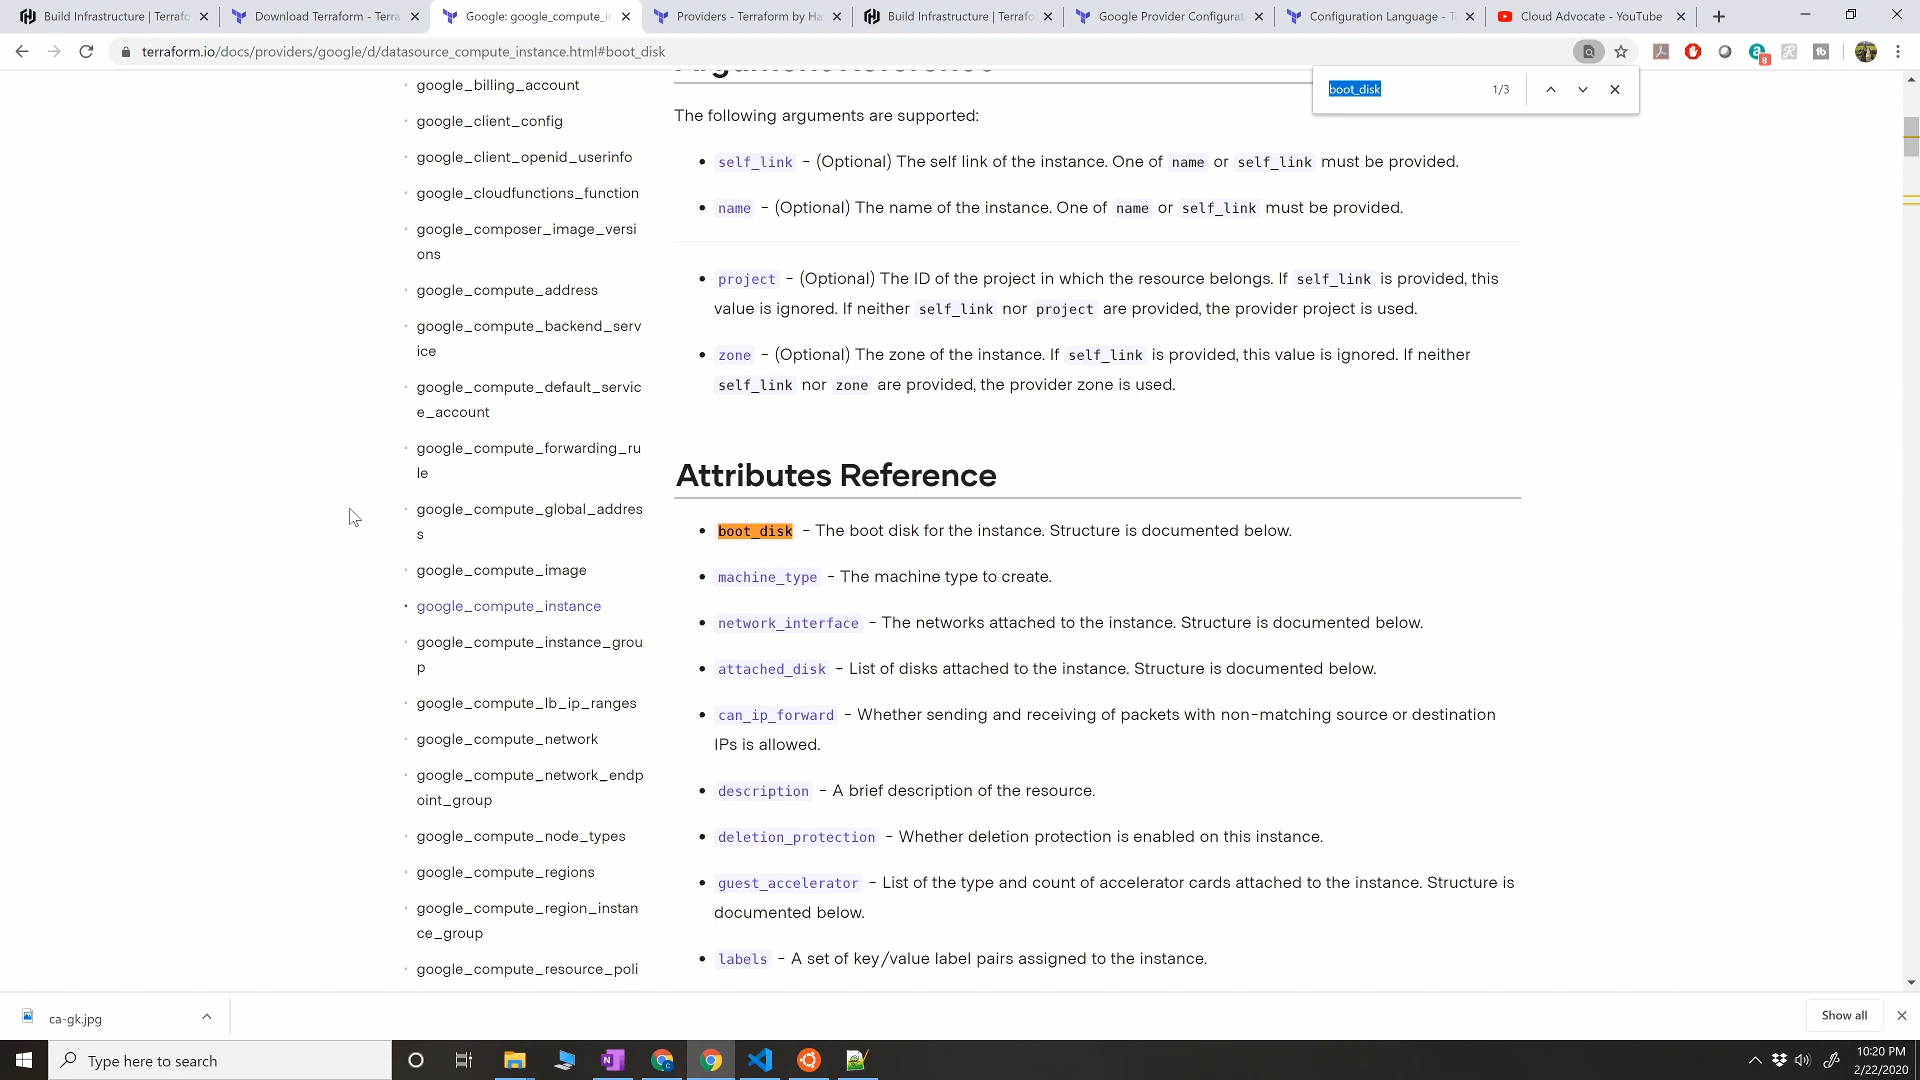 Build Infrastructure | Terrafo
Download Terraform - Terra
Google: google_compute_in
Providers - Terraform by Ha
Build Infrastructure | Terrafo
Google Provider Configurat
Configuration Language - T
Cloud Advocate - YouTube
terraform.io/docs/providers/google/d/datasource_compute_instance.html#boot_disk
boot_disk
1/3
Argument Reference
google_billing_account
google_client_config
google_client_openid_userinfo
google_cloudfunctions_function
google_composer_image_versi
ons
google_compute_address
google_compute_backend_serv
ice
google_compute_default_servic
e_account
google_compute_forwarding_ru
le
google_compute_global_addres
s
google_compute_image
google_compute_instance
google_compute_instance_grou
p
google_compute_lb_ip_ranges
google_compute_network
google_compute_network_endp
oint_group
google_compute_node_types
google_compute_regions
google_compute_region_instan
ce_group
google_compute_resource_poli
The following arguments are supported:
self_link - (Optional) The self link of the instance. One of name or self_link must be provided.
name - (Optional) The name of the instance. One of name or self_link must be provided.
project - (Optional) The ID of the project in which the resource belongs. If self_link is provided, this
value is ignored. If neither self_link nor project are provided, the provider project is used.
zone - (Optional) The zone of the instance. If self_link is provided, this value is ignored. If neither
self_link nor zone are provided, the provider zone is used.
Attributes Reference
boot_disk - The boot disk for the instance. Structure is documented below.
machine_type - The machine type to create.
network_interface - The networks attached to the instance. Structure is documented below.
attached_disk - List of disks attached to the instance. Structure is documented below.
can_ip_forward - Whether sending and receiving of packets with non-matching source or destination
IPs is allowed.
description - A brief description of the resource.
deletion_protection - Whether deletion protection is enabled on this instance.
guest_accelerator - List of the type and count of accelerator cards attached to the instance. Structure is
documented below.
labels - A set of key/value label pairs assigned to the instance.
ca-gk.jpg
Show all
Type here to search
10:20 PM
2/22/2020